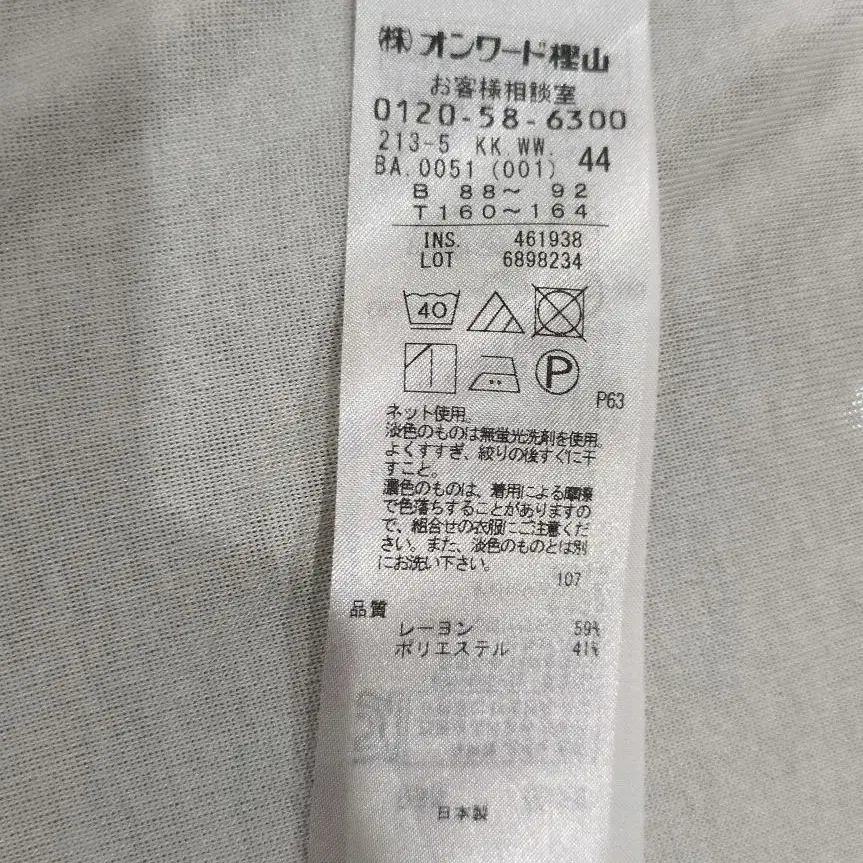 ㈱オンワード樫山
お客様相談室
0120-58-6300
213-5 KK.WW. 44
BA.0051 (001)
B 88〜 92
T160〜164
INS. 461938
LOT 6898234
40
P
P63
ネット使用。
淡色のものは無蛍光洗剤を使用。
よくすすぎ、絞りの後すぐに干
すこと。
濃色のものは、着用による摩擦
で色落ちすることがありますの
で、組合せの衣服にご注意くだ
さい。また、淡色のものとは別
にお洗い下さい。
107
品質
レーヨン 59%
ポリエステル 41%
日本製